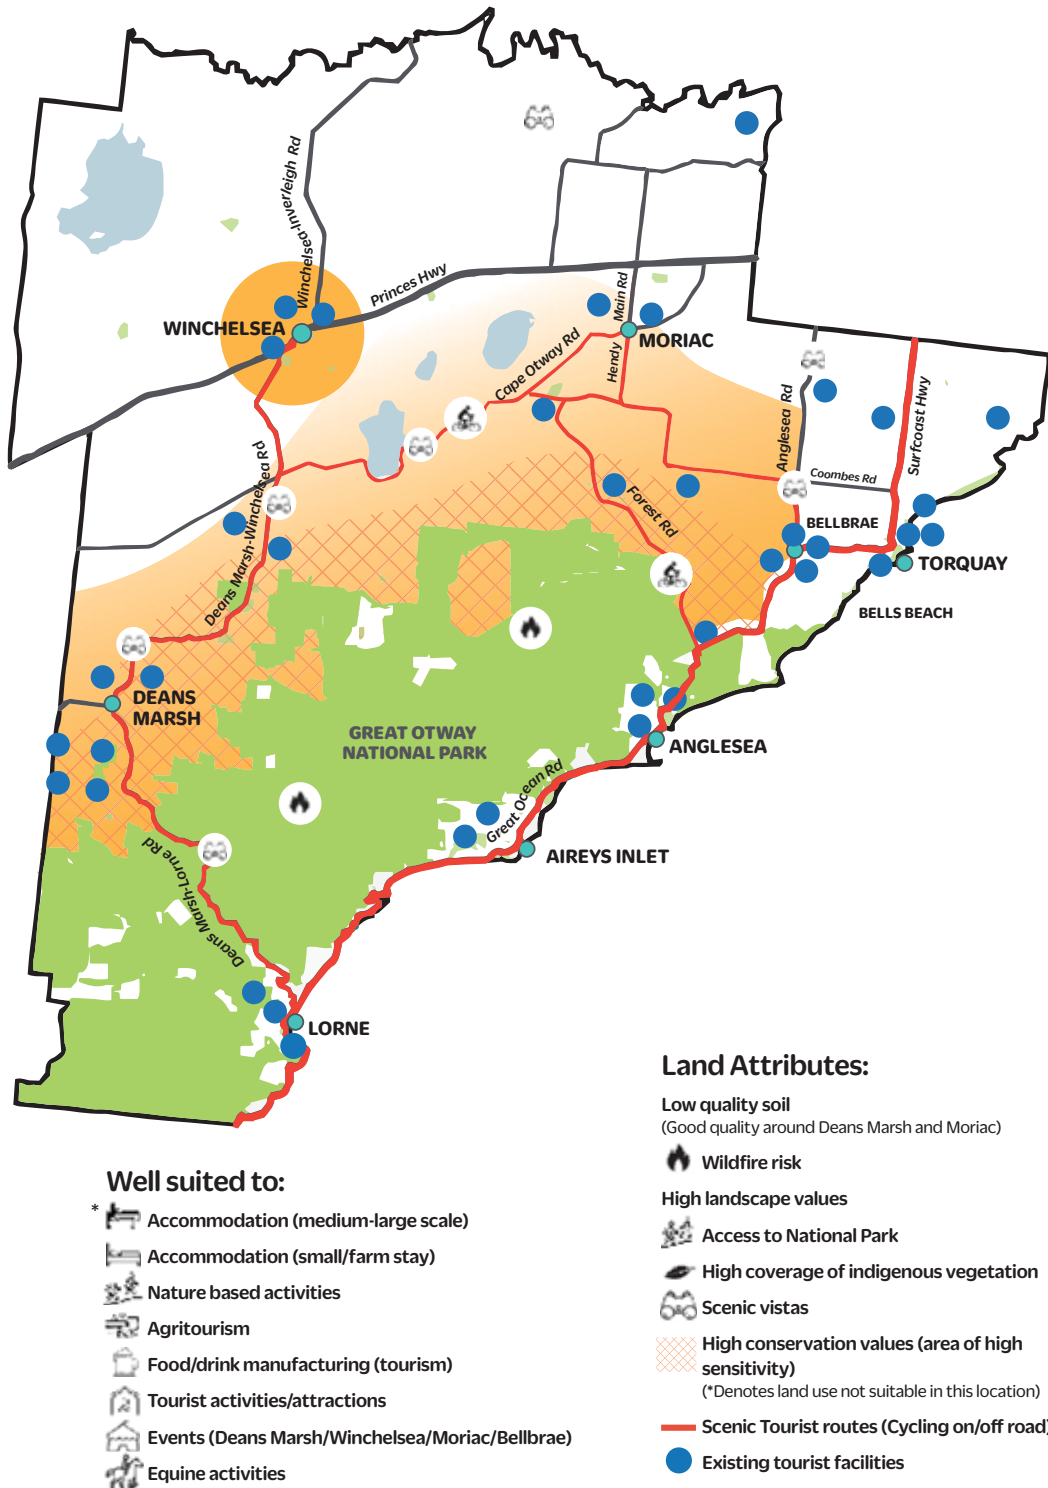 Winchelsea-Inverleigh Rd
Princes Hwy
WINCHELSEA
Main Rd
MORIAC
Hendy
Cape Otway Rd
Anglesea Rd
Surfcoast Hwy
Coombes Rd
Deans Marsh-Winchelsea Rd
Forest Rd
BELLBRAE
TORQUAY
BELLS BEACH
DEANS
MARSH
GREAT OTWAY
NATIONAL PARK
ANGLESEA
Great Ocean Rd
AIREYS INLET
Deans Marsh-Lorne Rd
LORNE
Well suited to:
* Accommodation (medium-large scale)
Accommodation (small/farm stay)
Nature based activities
Agritourism
Food/drink manufacturing (tourism)
Tourist activities/attractions
Events (Deans Marsh/Winchelsea/Moriac/Bellbrae)
Equine activities
Land Attributes:
Low quality soil
(Good quality around Deans Marsh and Moriac)
Wildfire risk
High landscape values
Access to National Park
High coverage of indigenous vegetation
Scenic vistas
High conservation values (area of high
sensitivity)
(*Denotes land use not suitable in this location)
Scenic Tourist routes (Cycling on/off road)
Existing tourist facilities